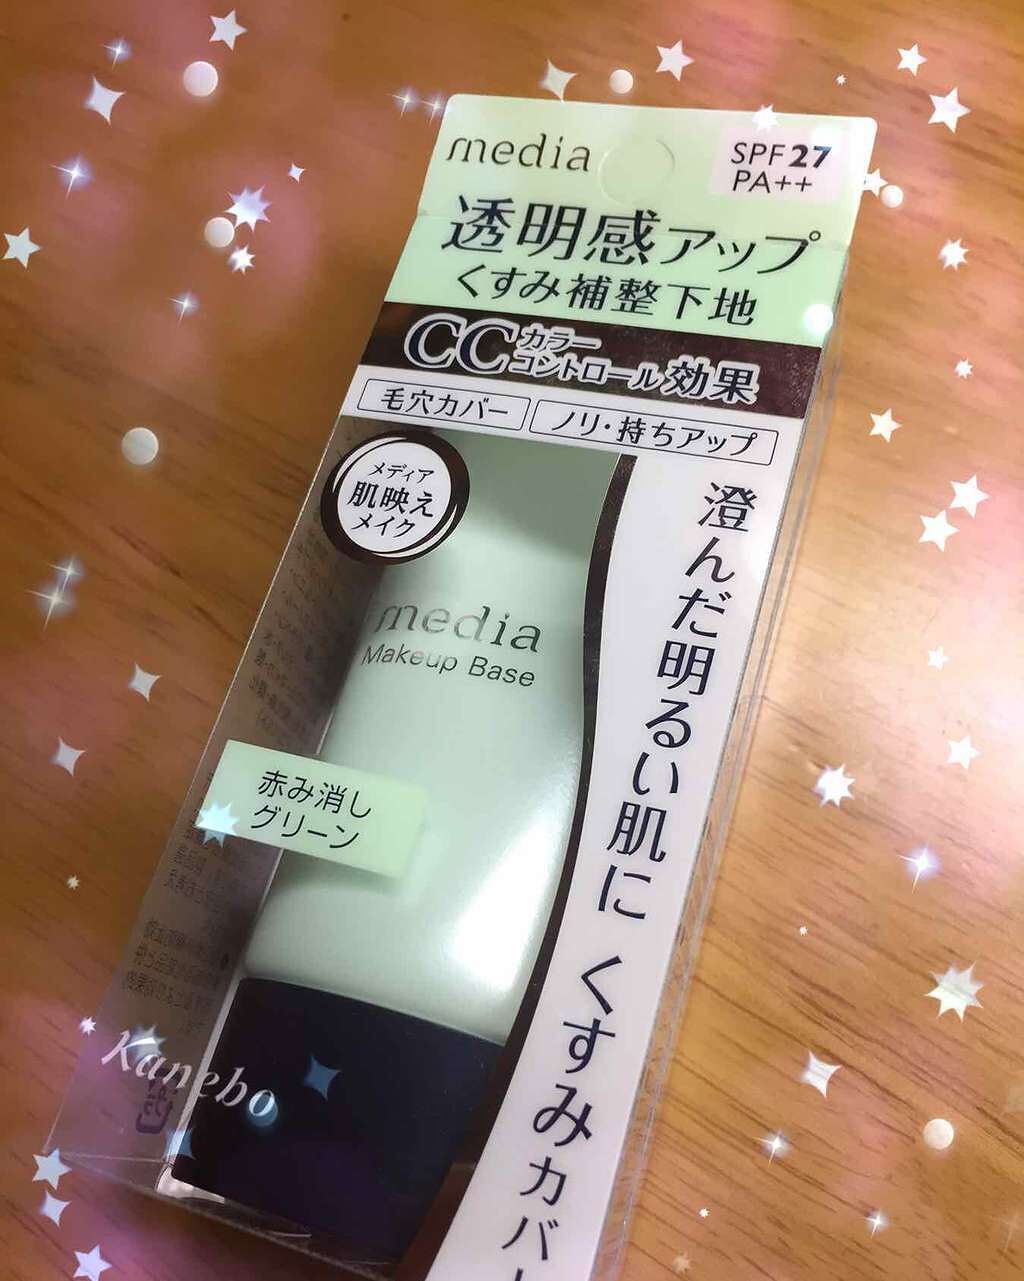 media
SPF 27
PA++
透明感アップ
くすみ補整下地
CC カラーコントロール 効果
毛穴カバー
ノリ・持ちアップ
メディア
肌映え
メイク
澄んだ明るい肌に くすみカバー
media
Makeup Base
赤み消し
グリーン
Kanebo